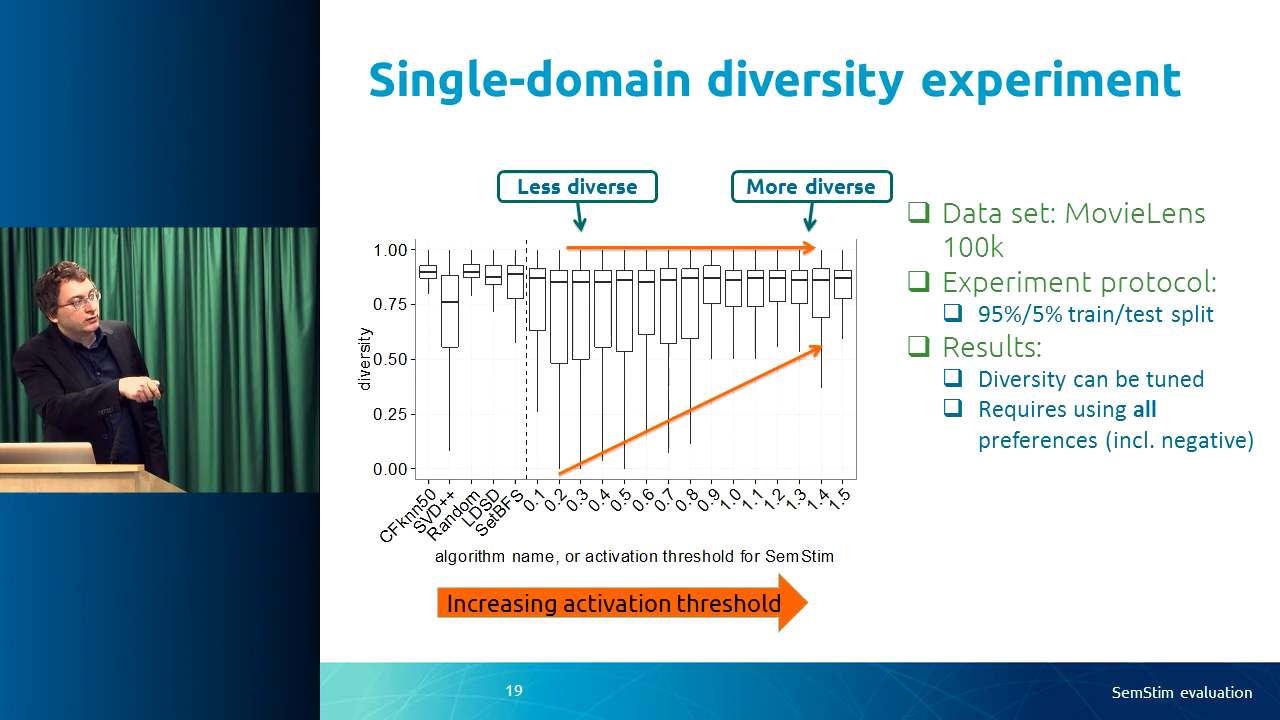 Single-domain diversity experiment
Less diverse
More diverse
1.00
0.75
0.50
0.25
0.00
diversity
CFknn50
SVD++
Random
LDSD
SetBFS
0.1
0.2
0.3
0.4
0.5
0.6
0.7
0.8
0.9
1.0
1.1
1.2
1.3
1.4
1.5
algorithm name, or activation threshold for SemStim
Increasing activation threshold
Data set: MovieLens
100k
Experiment protocol:
95%/5% train/test split
Results:
Diversity can be tuned
Requires using all
preferences (incl. negative)
19
SemStim evaluation